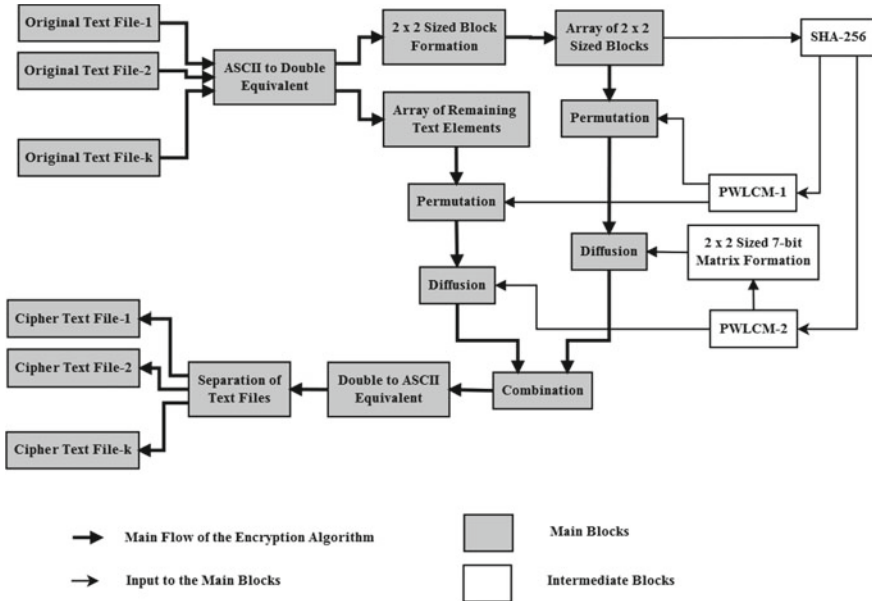 Original Text File-1
Original Text File-2
Original Text File-k
ASCII to Double
Equivalent
2 x 2 Sized Block
Formation
Array of 2 x 2
Sized Blocks
SHA-256
Array of Remaining
Text Elements
Permutation
Permutation
PWLCM-1
Diffusion
2 x 2 Sized 7-bit
Matrix Formation
Diffusion
PWLCM-2
Cipher Text File-1
Cipher Text File-2
Cipher Text File-k
Separation of
Text Files
Double to ASCII
Equivalent
Combination
Main Flow of the Encryption Algorithm
Main Blocks
Input to the Main Blocks
Intermediate Blocks